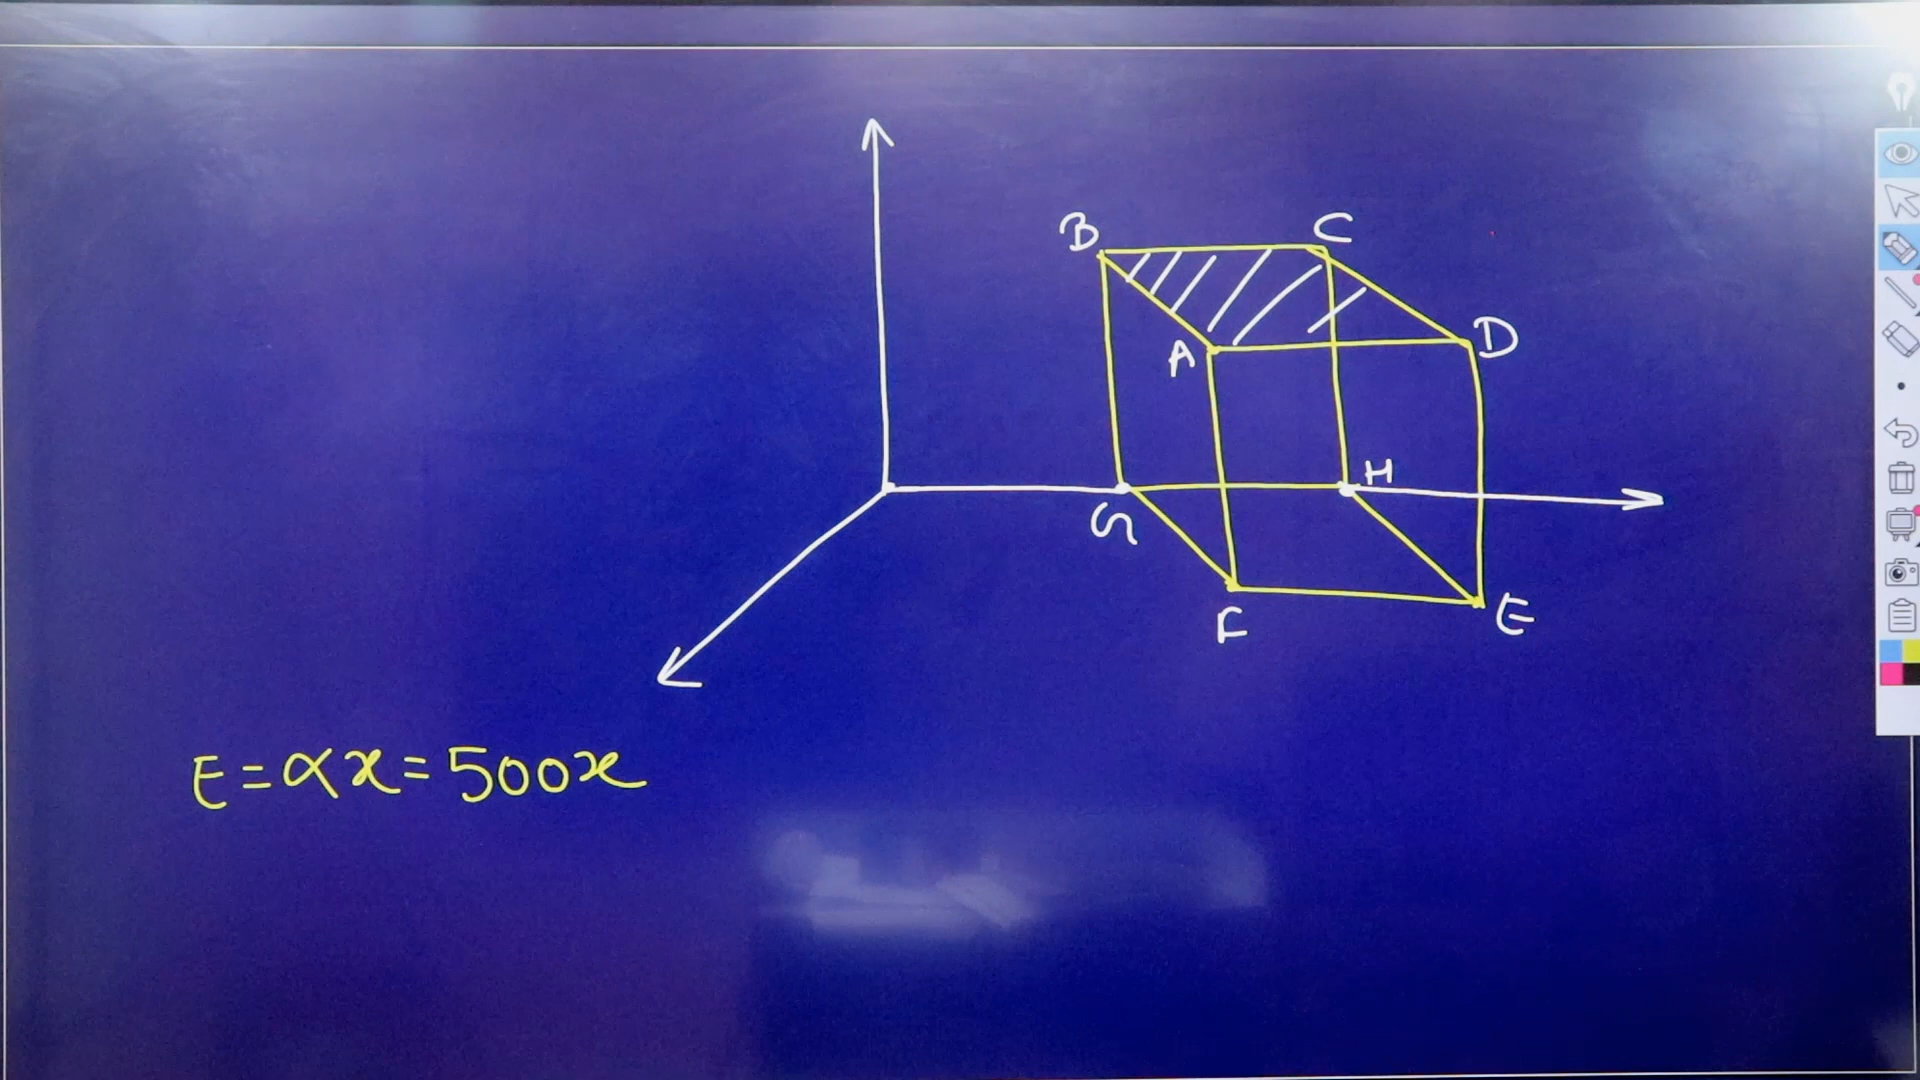 B C
A D
H
G
F E
E = αx = 500x